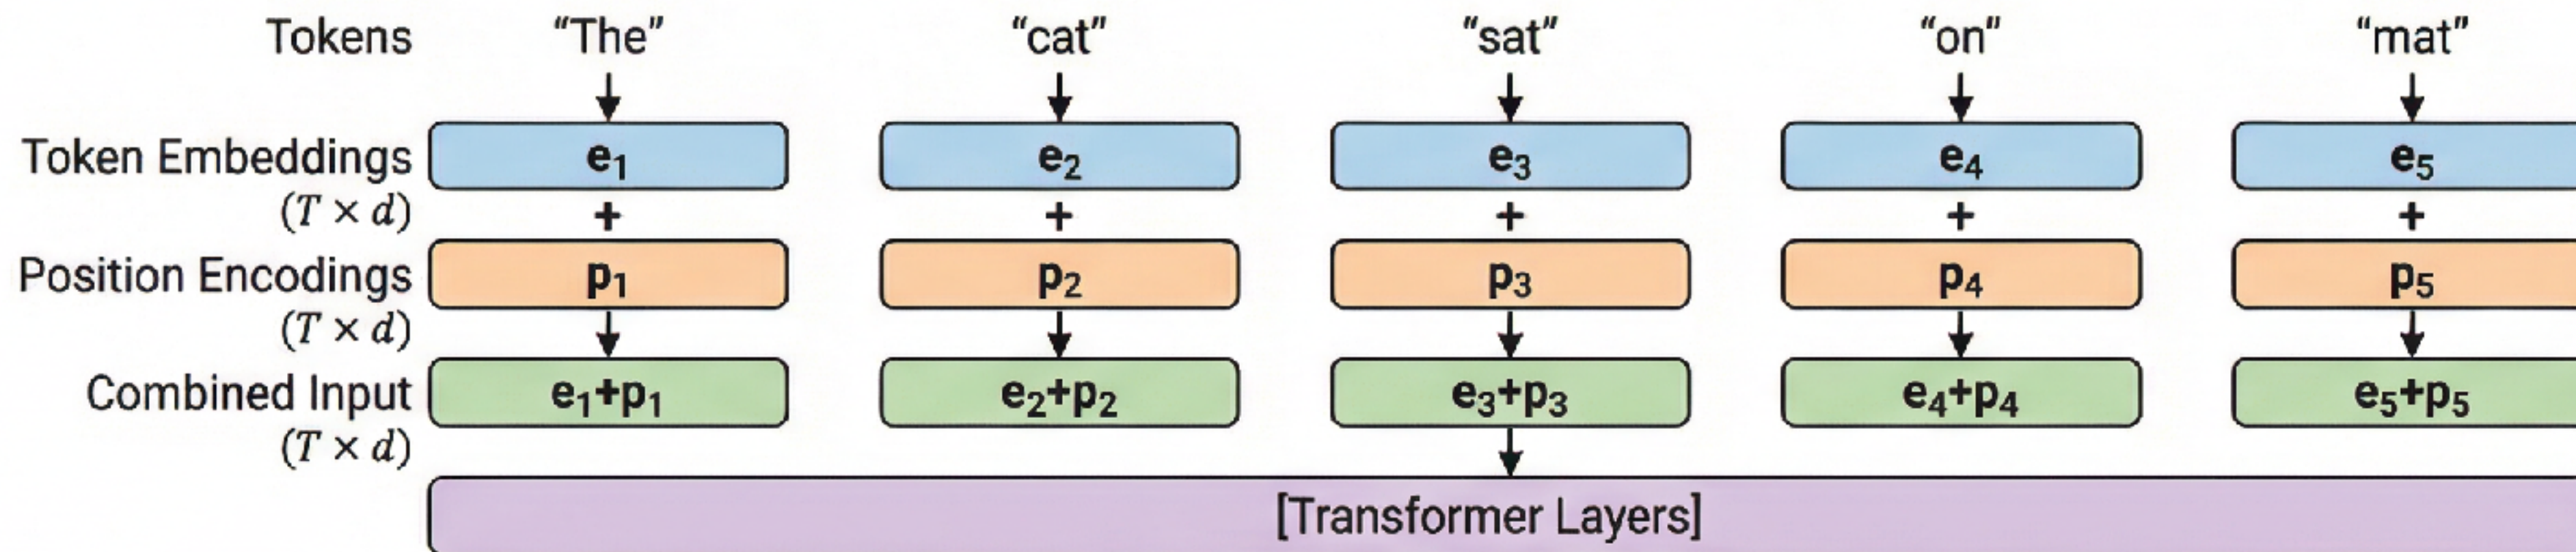 Tokens “The” “cat” “sat” “on” “mat”
Token Embeddings e₁ e₂ e₃ e₄ e₅
(T × d) + + + + +
Position Encodings p₁ p₂ p₃ p₄ p₅
(T × d)
Combined Input e₁+p₁ e₂+p₂ e₃+p₃ e₄+p₄ e₅+p₅
(T × d)
[Transformer Layers]